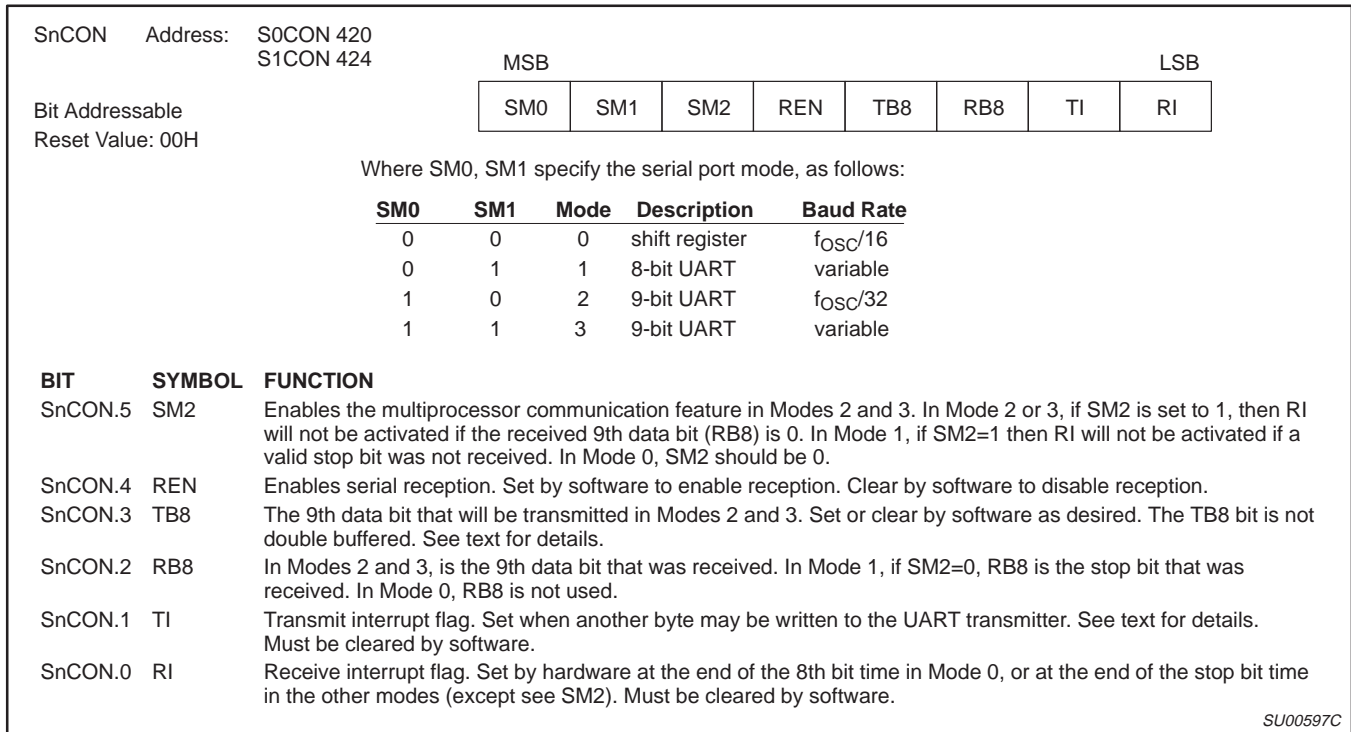 SnCON Address: S0CON 420
S1CON 424
MSB LSB
Bit Addressable
Reset Value: 00H
SM0 SM1 SM2 REN TB8 RB8 TI RI
Where SM0, SM1 specify the serial port mode, as follows:
SM0 SM1 Mode Description Baud Rate
0 0 0 shift register fOSC/16
0 1 1 8-bit UART variable
1 0 2 9-bit UART fOSC/32
1 1 3 9-bit UART variable
BIT SYMBOL FUNCTION
SnCON.5 SM2 Enables the multiprocessor communication feature in Modes 2 and 3. In Mode 2 or 3, if SM2 is set to 1, then RI
will not be activated if the received 9th data bit (RB8) is 0. In Mode 1, if SM2=1 then RI will not be activated if a
valid stop bit was not received. In Mode 0, SM2 should be 0.
SnCON.4 REN Enables serial reception. Set by software to enable reception. Clear by software to disable reception.
SnCON.3 TB8 The 9th data bit that will be transmitted in Modes 2 and 3. Set or clear by software as desired. The TB8 bit is not
double buffered. See text for details.
SnCON.2 RB8 In Modes 2 and 3, is the 9th data bit that was received. In Mode 1, if SM2=0, RB8 is the stop bit that was
received. In Mode 0, RB8 is not used.
SnCON.1 TI Transmit interrupt flag. Set when another byte may be written to the UART transmitter. See text for details.
Must be cleared by software.
SnCON.0 RI Receive interrupt flag. Set by hardware at the end of the 8th bit time in Mode 0, or at the end of the stop bit time
in the other modes (except see SM2). Must be cleared by software.
SU00597C